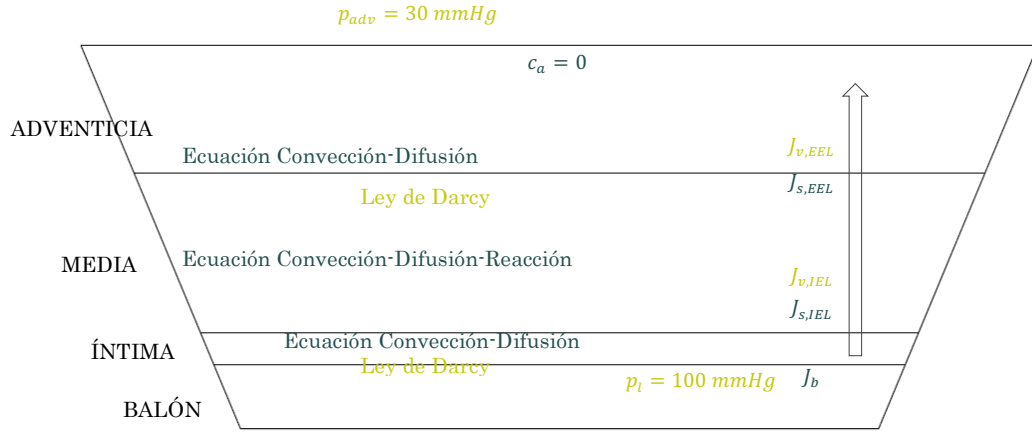 p_adv = 30 mmHg
c_a = 0
ADVENTICIA
Ecuación Convección-Difusión
J_v,EEL
J_s,EEL
Ley de Darcy
MEDIA
Ecuación Convección-Difusión-Reacción
J_v,IEL
J_s,IEL
ÍNTIMA
Ecuación Convección-Difusión
Ley de Darcy
p_l = 100 mmHg
J_b
BALÓN